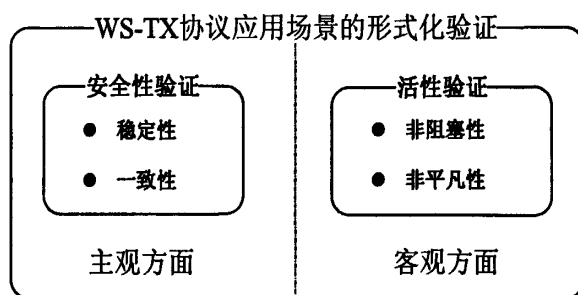 WS-TX协议应用场景的形式化验证
安全性验证
● 稳定性
● 一致性
主观方面
活性验证
● 非阻塞性
● 非平凡性
客观方面